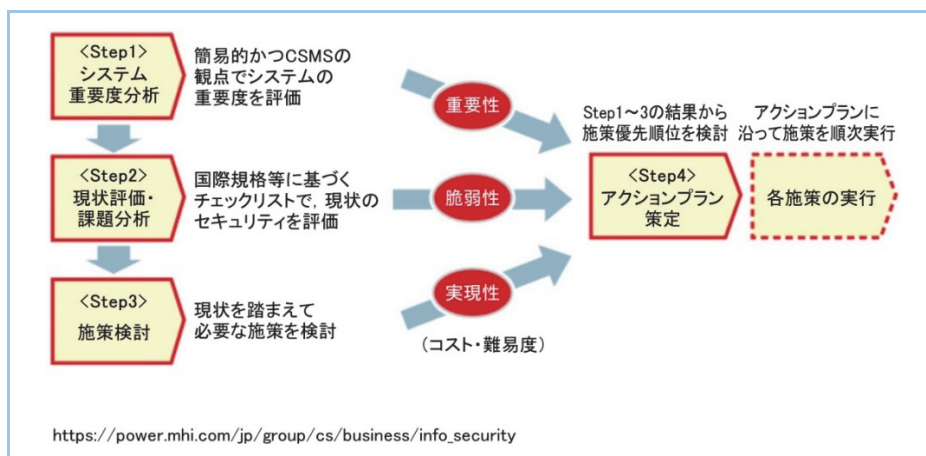 <Step1>
システム
重要度分析
簡易的かつCSMSの
観点でシステムの
重要度を評価
重要性
<Step2>
現状評価・
課題分析
国際規格等に基づく
チェックリストで，現状の
セキュリティを評価
脆弱性
<Step3>
施策検討
現状を踏まえて
必要な施策を検討
実現性
(コスト・難易度)
Step1～3の結果から
施策優先順位を検討
<Step4>
アクションプラン
策定
アクションプランに
沿って施策を順次実行
各施策の実行
https://power.mhi.com/jp/group/cs/business/info_security